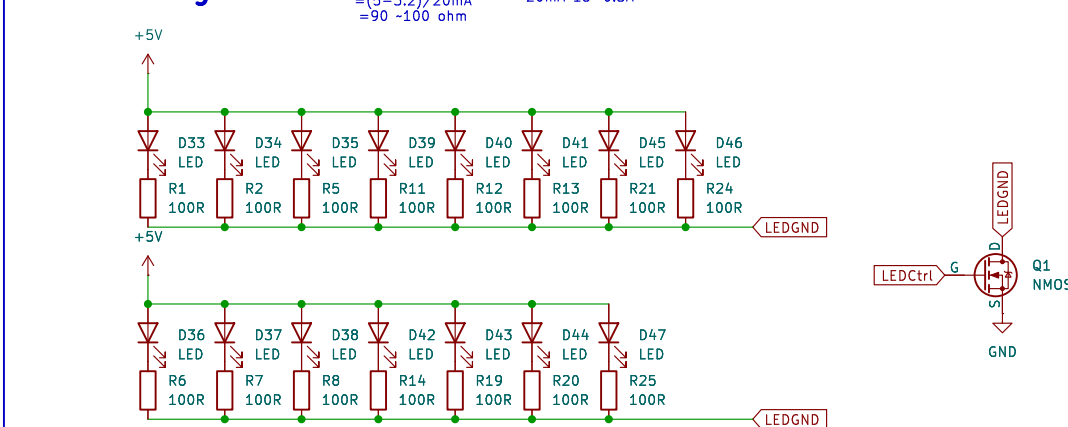 =(5-3.2)/20mA
=90 ~100 ohm
+5V
D33 D34 D35 D39 D40 D41 D45 D46
LED LED LED LED LED LED LED LED
R1 R2 R5 R11 R12 R13 R21 R24
100R 100R 100R 100R 100R 100R 100R 100R
LEDGND
+5V
D36 D37 D38 D42 D43 D44 D47
LED LED LED LED LED LED LED
R6 R7 R8 R14 R19 R20 R25
100R 100R 100R 100R 100R 100R 100R
LEDGND
LEDGND
D
LEDCtrl
G
Q1
NMOS
S
GND